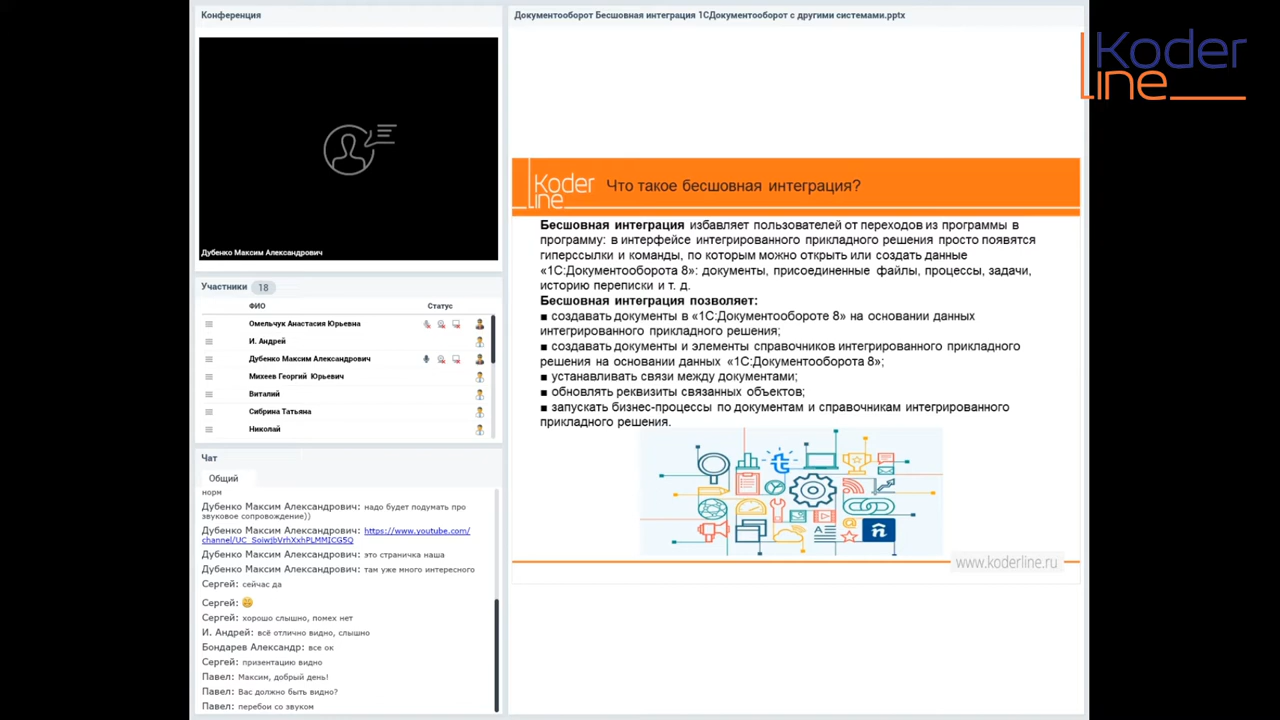 Конференция
Дубенко Максим Александрович
Участники 18
ФИО Статус
Омельчук Анастасия Юрьевна
И. Андрей
Дубенко Максим Александрович
Михеев Георгий Юрьевич
Виталий
Сибрина Татьяна
Николай
Чат
Общий
норм
Дубенко Максим Александрович: надо будет подумать про
звуковое сопровождение))
Дубенко Максим Александрович: https://www.youtube.com/
Дубенко Максим Александрович: это страничка наша
Дубенко Максим Александрович: там уже много интересного
Сергей: сейчас да
Сергей:
Сергей: хорошо слышно, помех нет
И. Андрей: всё отлично видно, слышно
Бондарев Александр: все ок
Сергей: призентацию видно
Павел: Максим, добрый день!
Павел: Вас должно быть видно?
Павел: перебои со звуком
Документооборот Бесшовная интеграция 1СДокументооборот с другими системами.pptx
Koder
line
Koder
line
Что такое бесшовная интеграция?
Бесшовная интеграция избавляет пользователей от переходов из программы в
программу: в интерфейсе интегрированного прикладного решения просто появятся
гиперссылки и команды, по которым можно открыть или создать данные
«1С:Документооборота 8»: документы, присоединенные файлы, процессы, задачи,
историю переписки и т. д.
Бесшовная интеграция позволяет:
■ создавать документы в «1С:Документообороте 8» на основании данных
интегрированного прикладного решения;
■ создавать документы и элементы справочников интегрированного прикладного
решения на основании данных «1С:Документооборота 8»;
■ устанавливать связи между документами;
■ обновлять реквизиты связанных объектов;
■ запускать бизнес-процессы по документам и справочникам интегрированного
прикладного решения.
www.koderline.ru